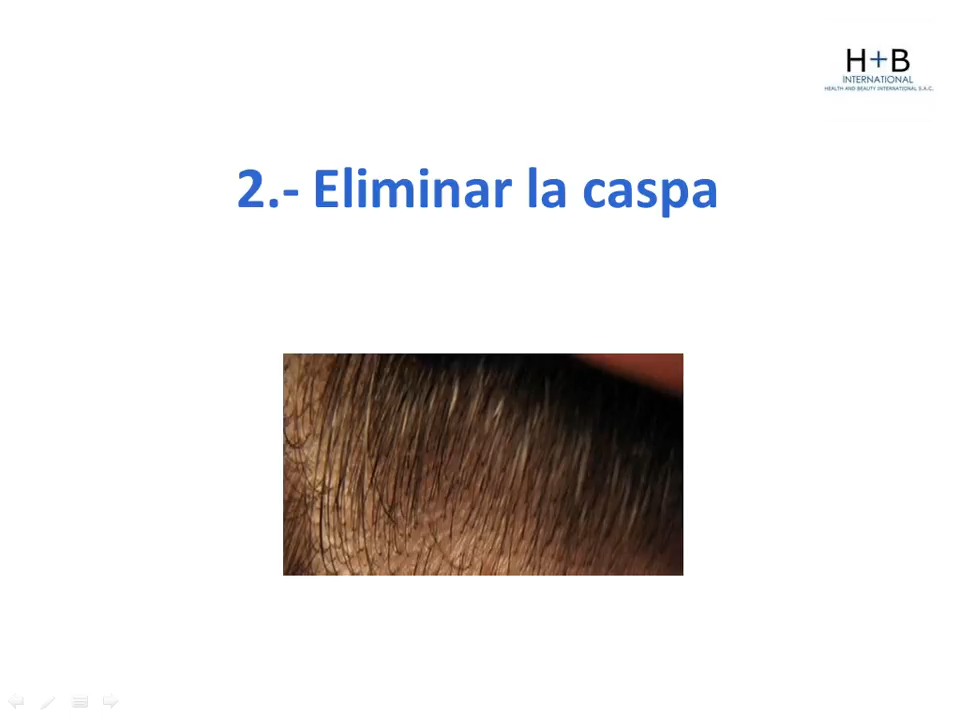 H+B
INTERNATIONAL
HEALTH AND BEAUTY INTERNATIONAL S.A.C.
2.- Eliminar la caspa